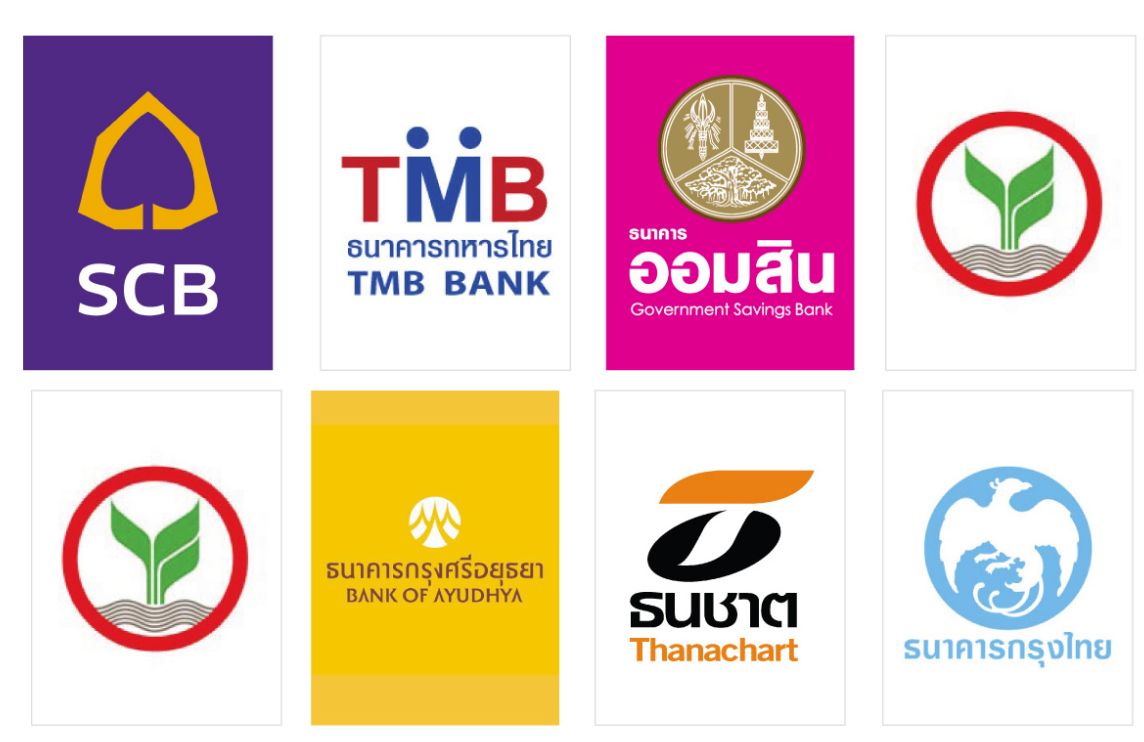 SCB
TMB
ธนาคารทหารไทย
TMB BANK
ธนาคาร
ออมสิน
Government Savings Bank
ธนาคารกรุงศรีอยุธยา
BANK OF AYUDHYA
ธนชาต
Thanachart
ธนาคารกรุงไทย